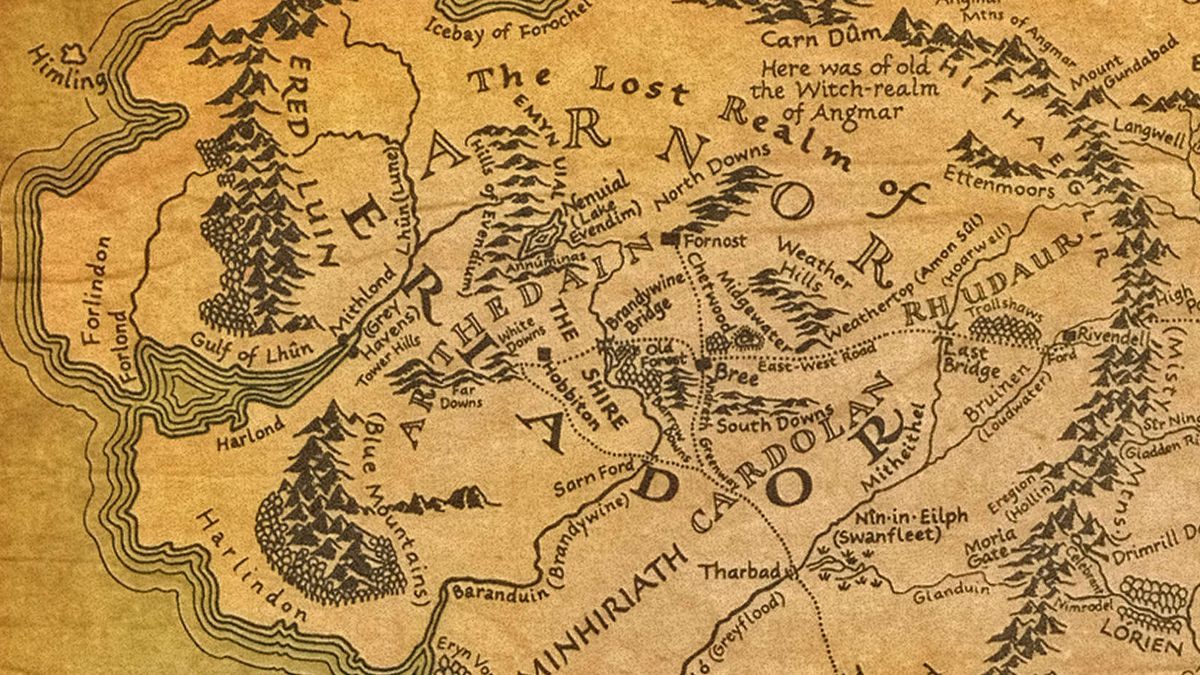 Icebay of Forochel
Himling
Angmar
Mtns of Angmar
Carn Dûm
Mount Gundabad
Here was of old
the Witch-realm
of Angmar
The Lost Realm of
ARNOR
ERIADOR
HITHAEGLIR
Langwell
ERED LUIN
EMYN UIAL
Hills of Evendim
Nenuial
(Lake
Evendim)
North Downs
Ettenmoors
Lhûn (Lune)
Annúminas
Fornost
Weather
Hills
Weathertop (Amon Sûl)
(Hoarwell)
RHUDAUR
Trollshaws
High
Forlindon
Forlond
Mithlond
(Grey
Havens)
Gulf of Lhûn
Tower Hills
ARTHEDAIN
White
Downs
THE SHIRE
Brandywine
Bridge
Chetwood
Midgewater
Old
Forest
Bree
East-West Road
Last
Bridge
Ford
Rivendell
(Misty
Mtns)
Hobbiton
Far
Downs
Harlond
(Blue Mountains)
South Downs
Greenway
CARDOLAN
Mitheithel
Bruinen
(Loudwater)
Gladden
Sarn Ford
Harlindon
Baranduin
(Brandywine)
MINHIRIATH
Tharbad
Nîn-in-Eilph
(Swanfleet)
Eregion
(Hollin)
Moria
Gate
Celebrant
Glanduin
Nimrodel
Drimrill
LORIEN
(Greyflood)
Eryn